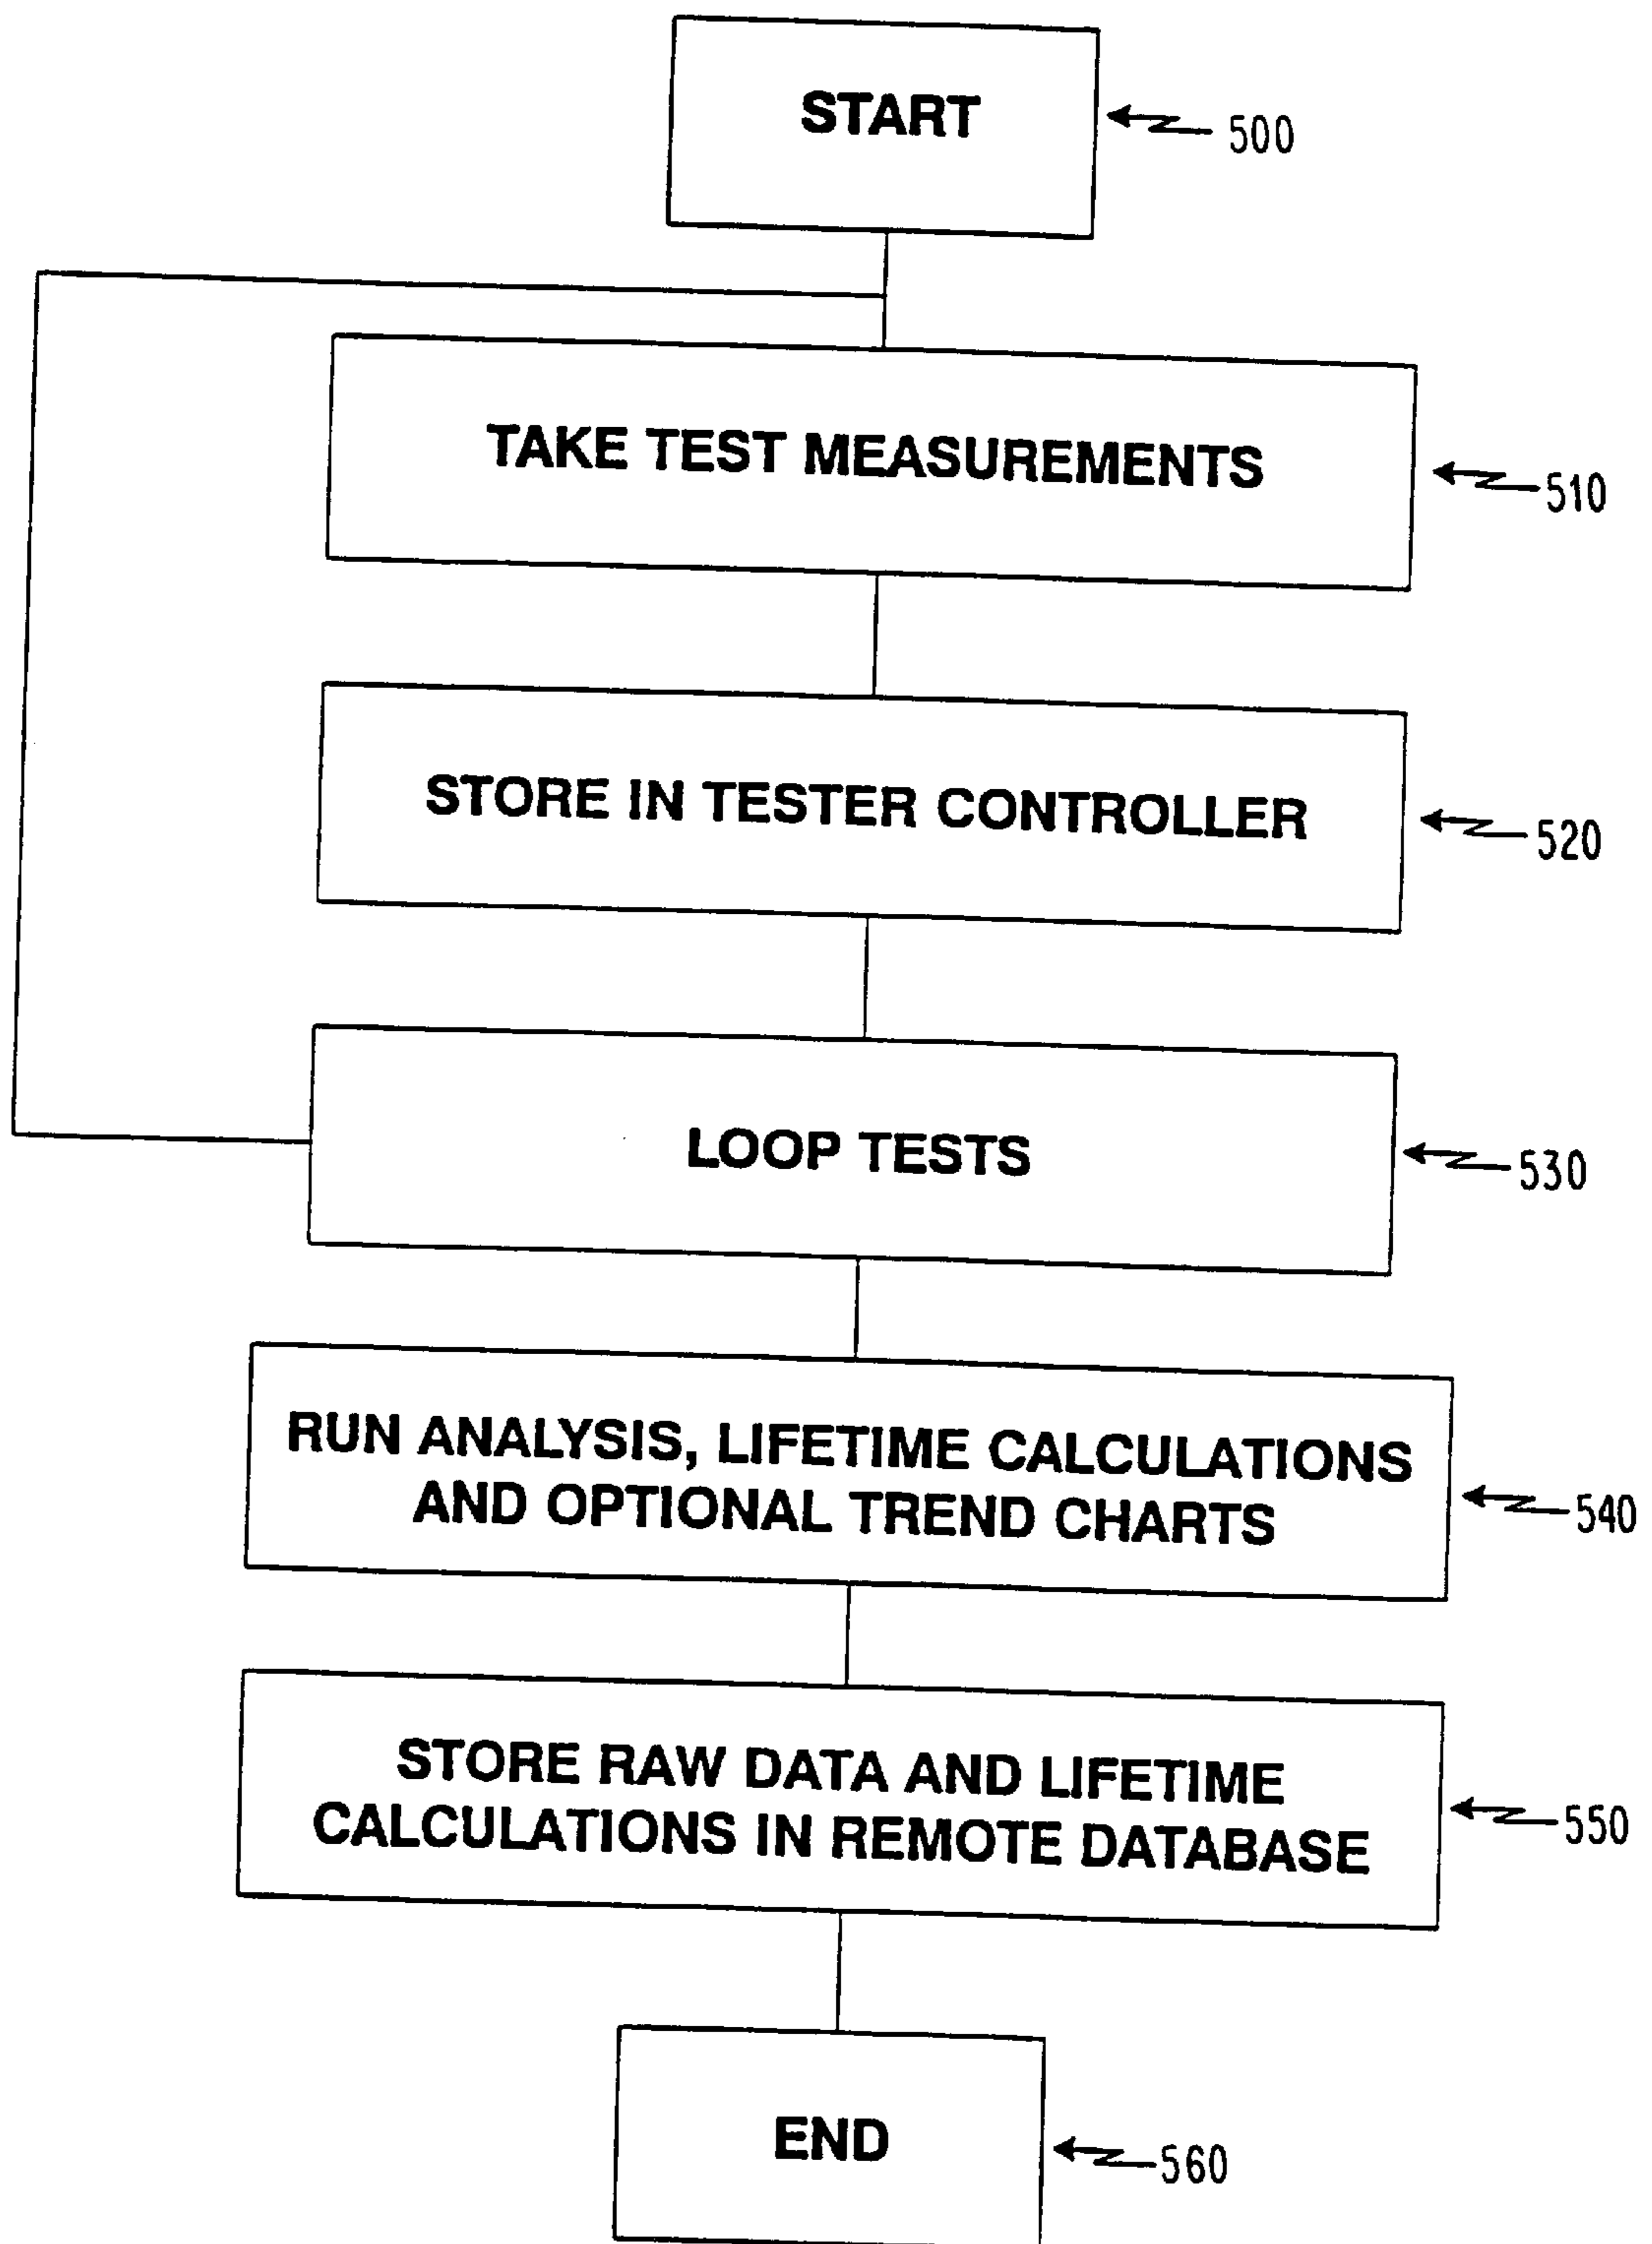 START
500
TAKE TEST MEASUREMENTS
510
STORE IN TESTER CONTROLLER
520
LOOP TESTS
530
RUN ANALYSIS, LIFETIME CALCULATIONS
AND OPTIONAL TREND CHARTS
540
STORE RAW DATA AND LIFETIME
CALCULATIONS IN REMOTE DATABASE
550
END
560